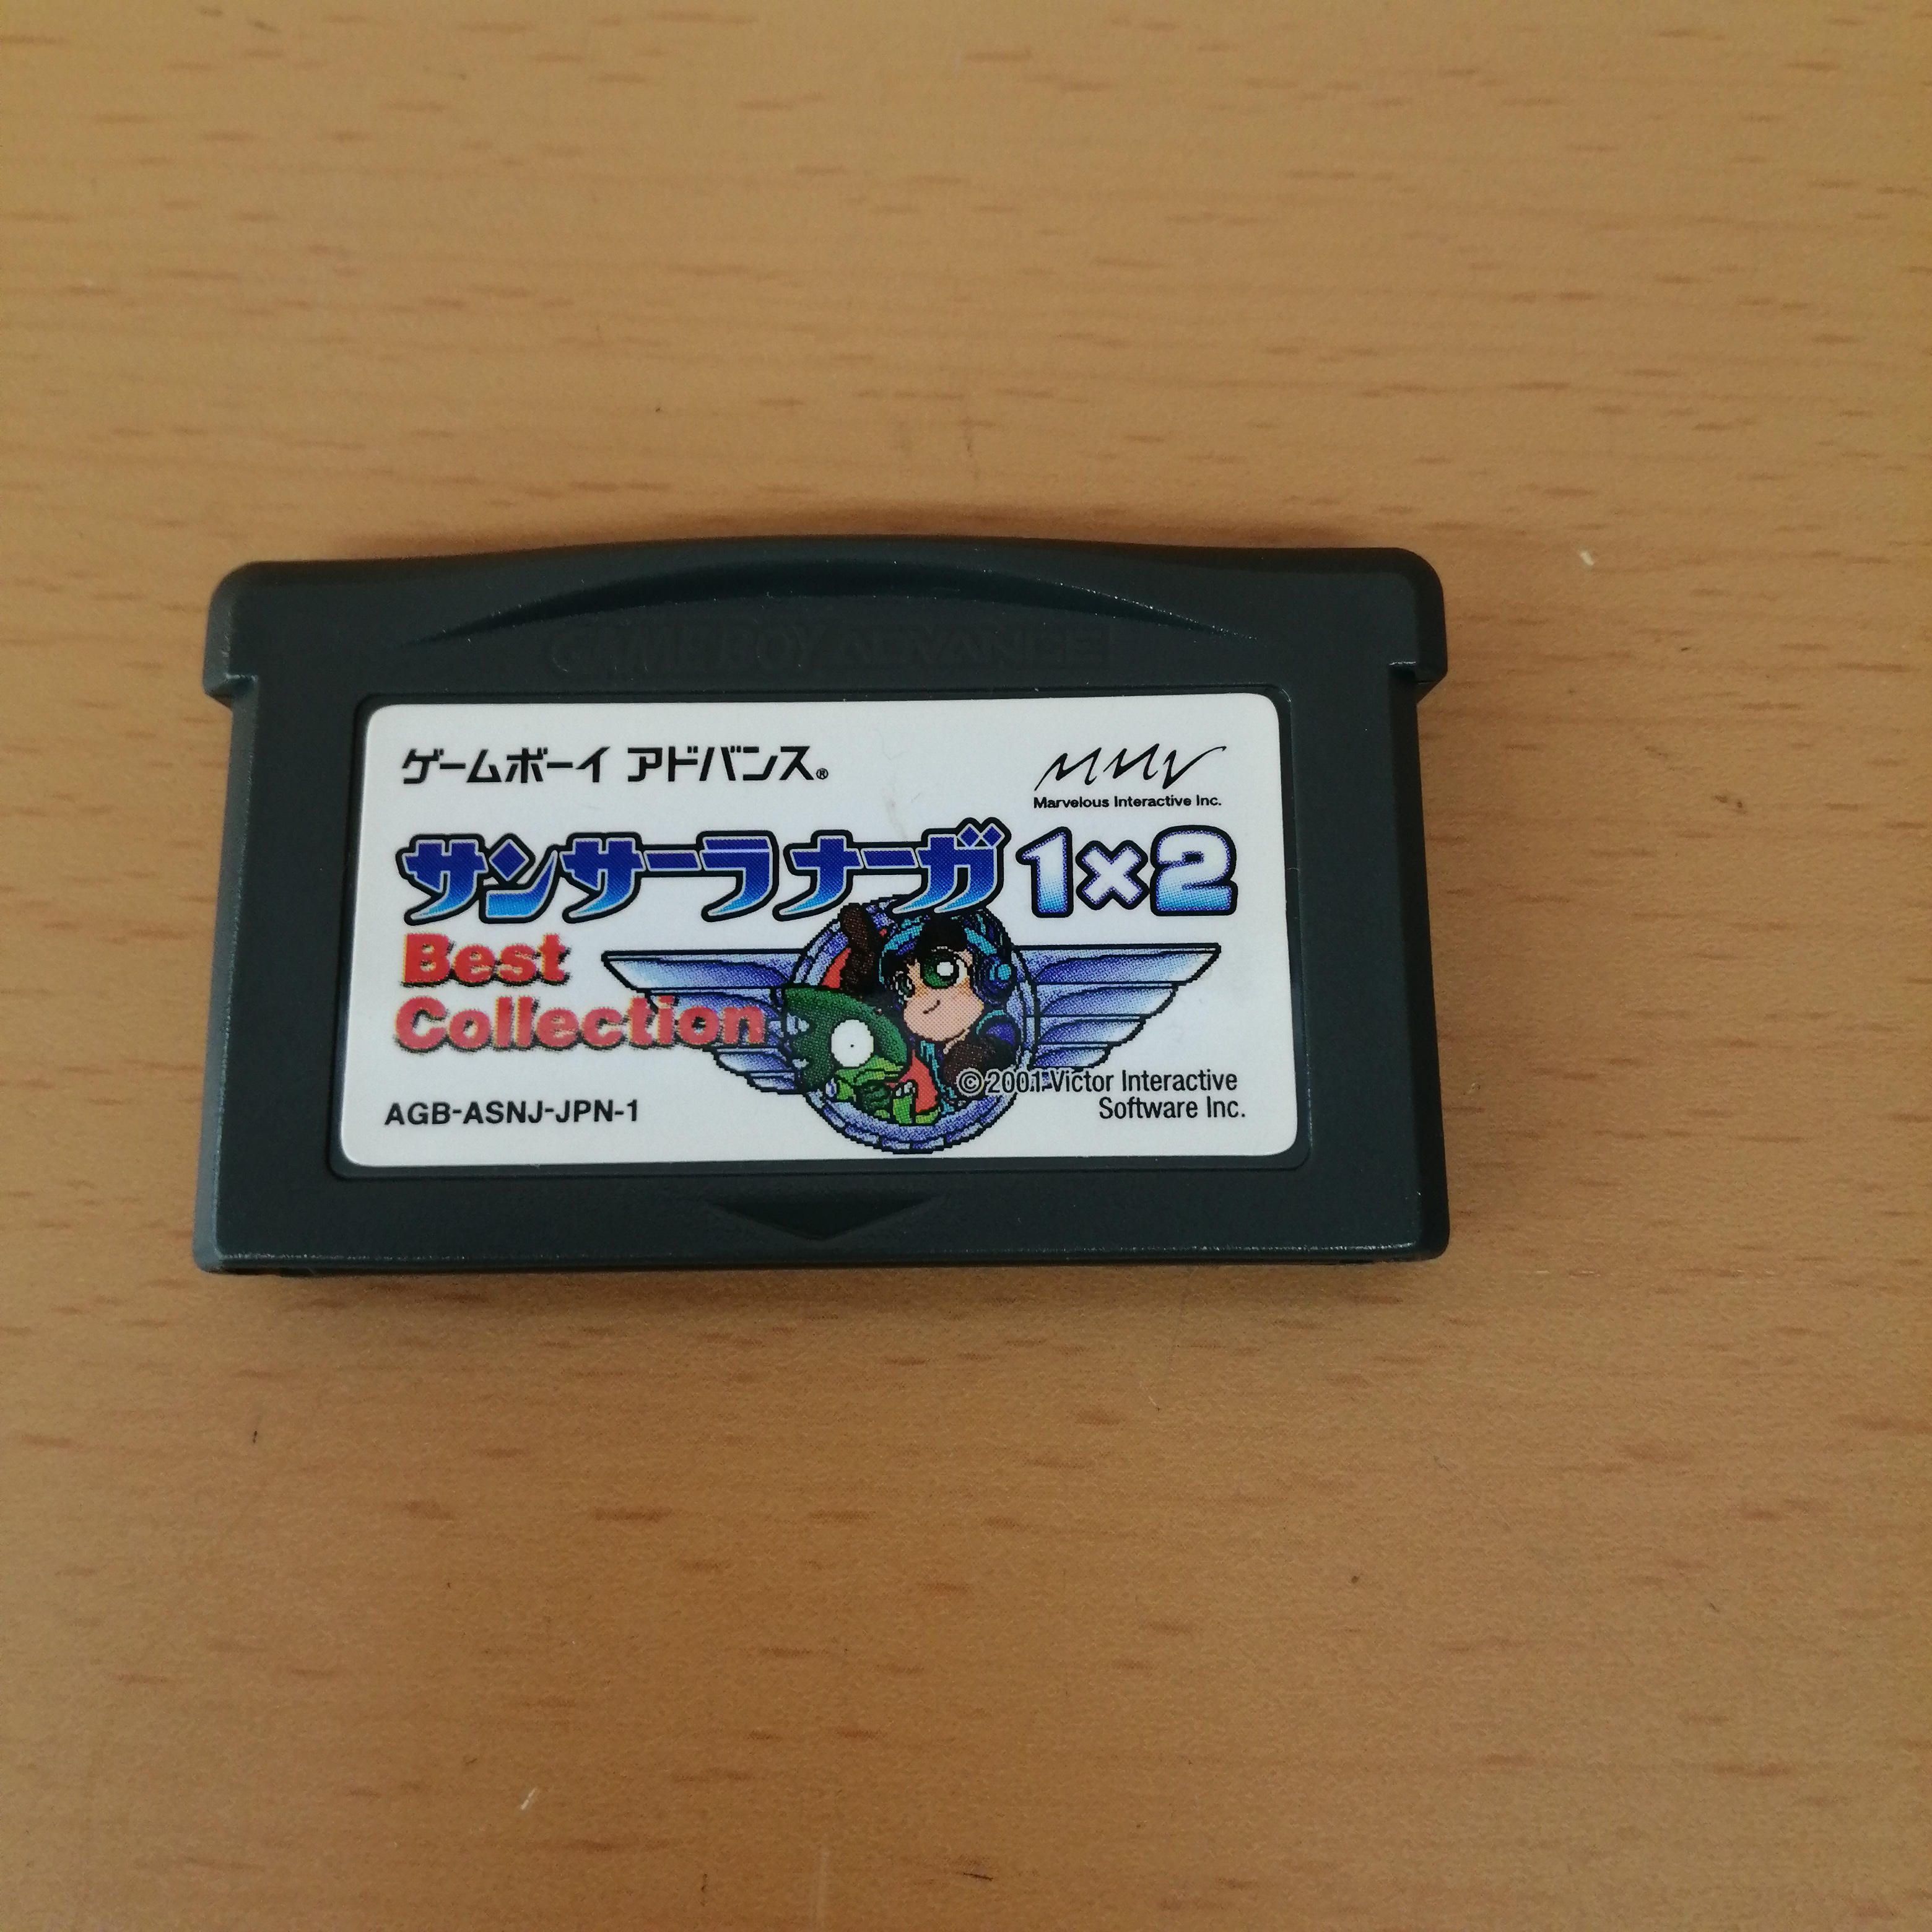 GAME BOY ADVANCE
ゲームボーイ アドバンス®
MMV
Marvelous Interactive Inc.
サンサーラ ナーガ 1×2
Best
Collection
© 2001 Victor Interactive
Software Inc.
AGB-ASNJ-JPN-1